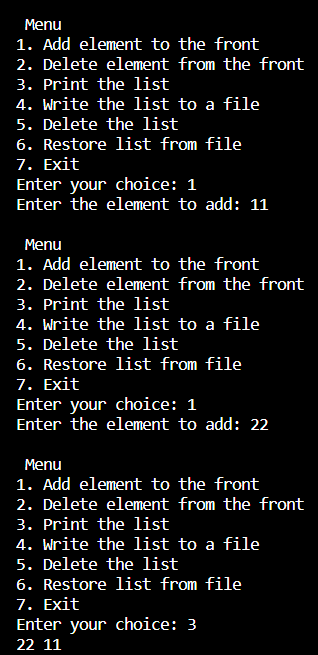 Menu
1. Add element to the front
2. Delete element from the front
3. Print the list
4. Write the list to a file
5. Delete the list
6. Restore list from file
7. Exit
Enter your choice: 1
Enter the element to add: 11
Menu
1. Add element to the front
2. Delete element from the front
3. Print the list
4. Write the list to a file
5. Delete the list
6. Restore list from file
7. Exit
Enter your choice: 1
Enter the element to add: 22
Menu
1. Add element to the front
2. Delete element from the front
3. Print the list
4. Write the list to a file
5. Delete the list
6. Restore list from file
7. Exit
Enter your choice: 3
22 11